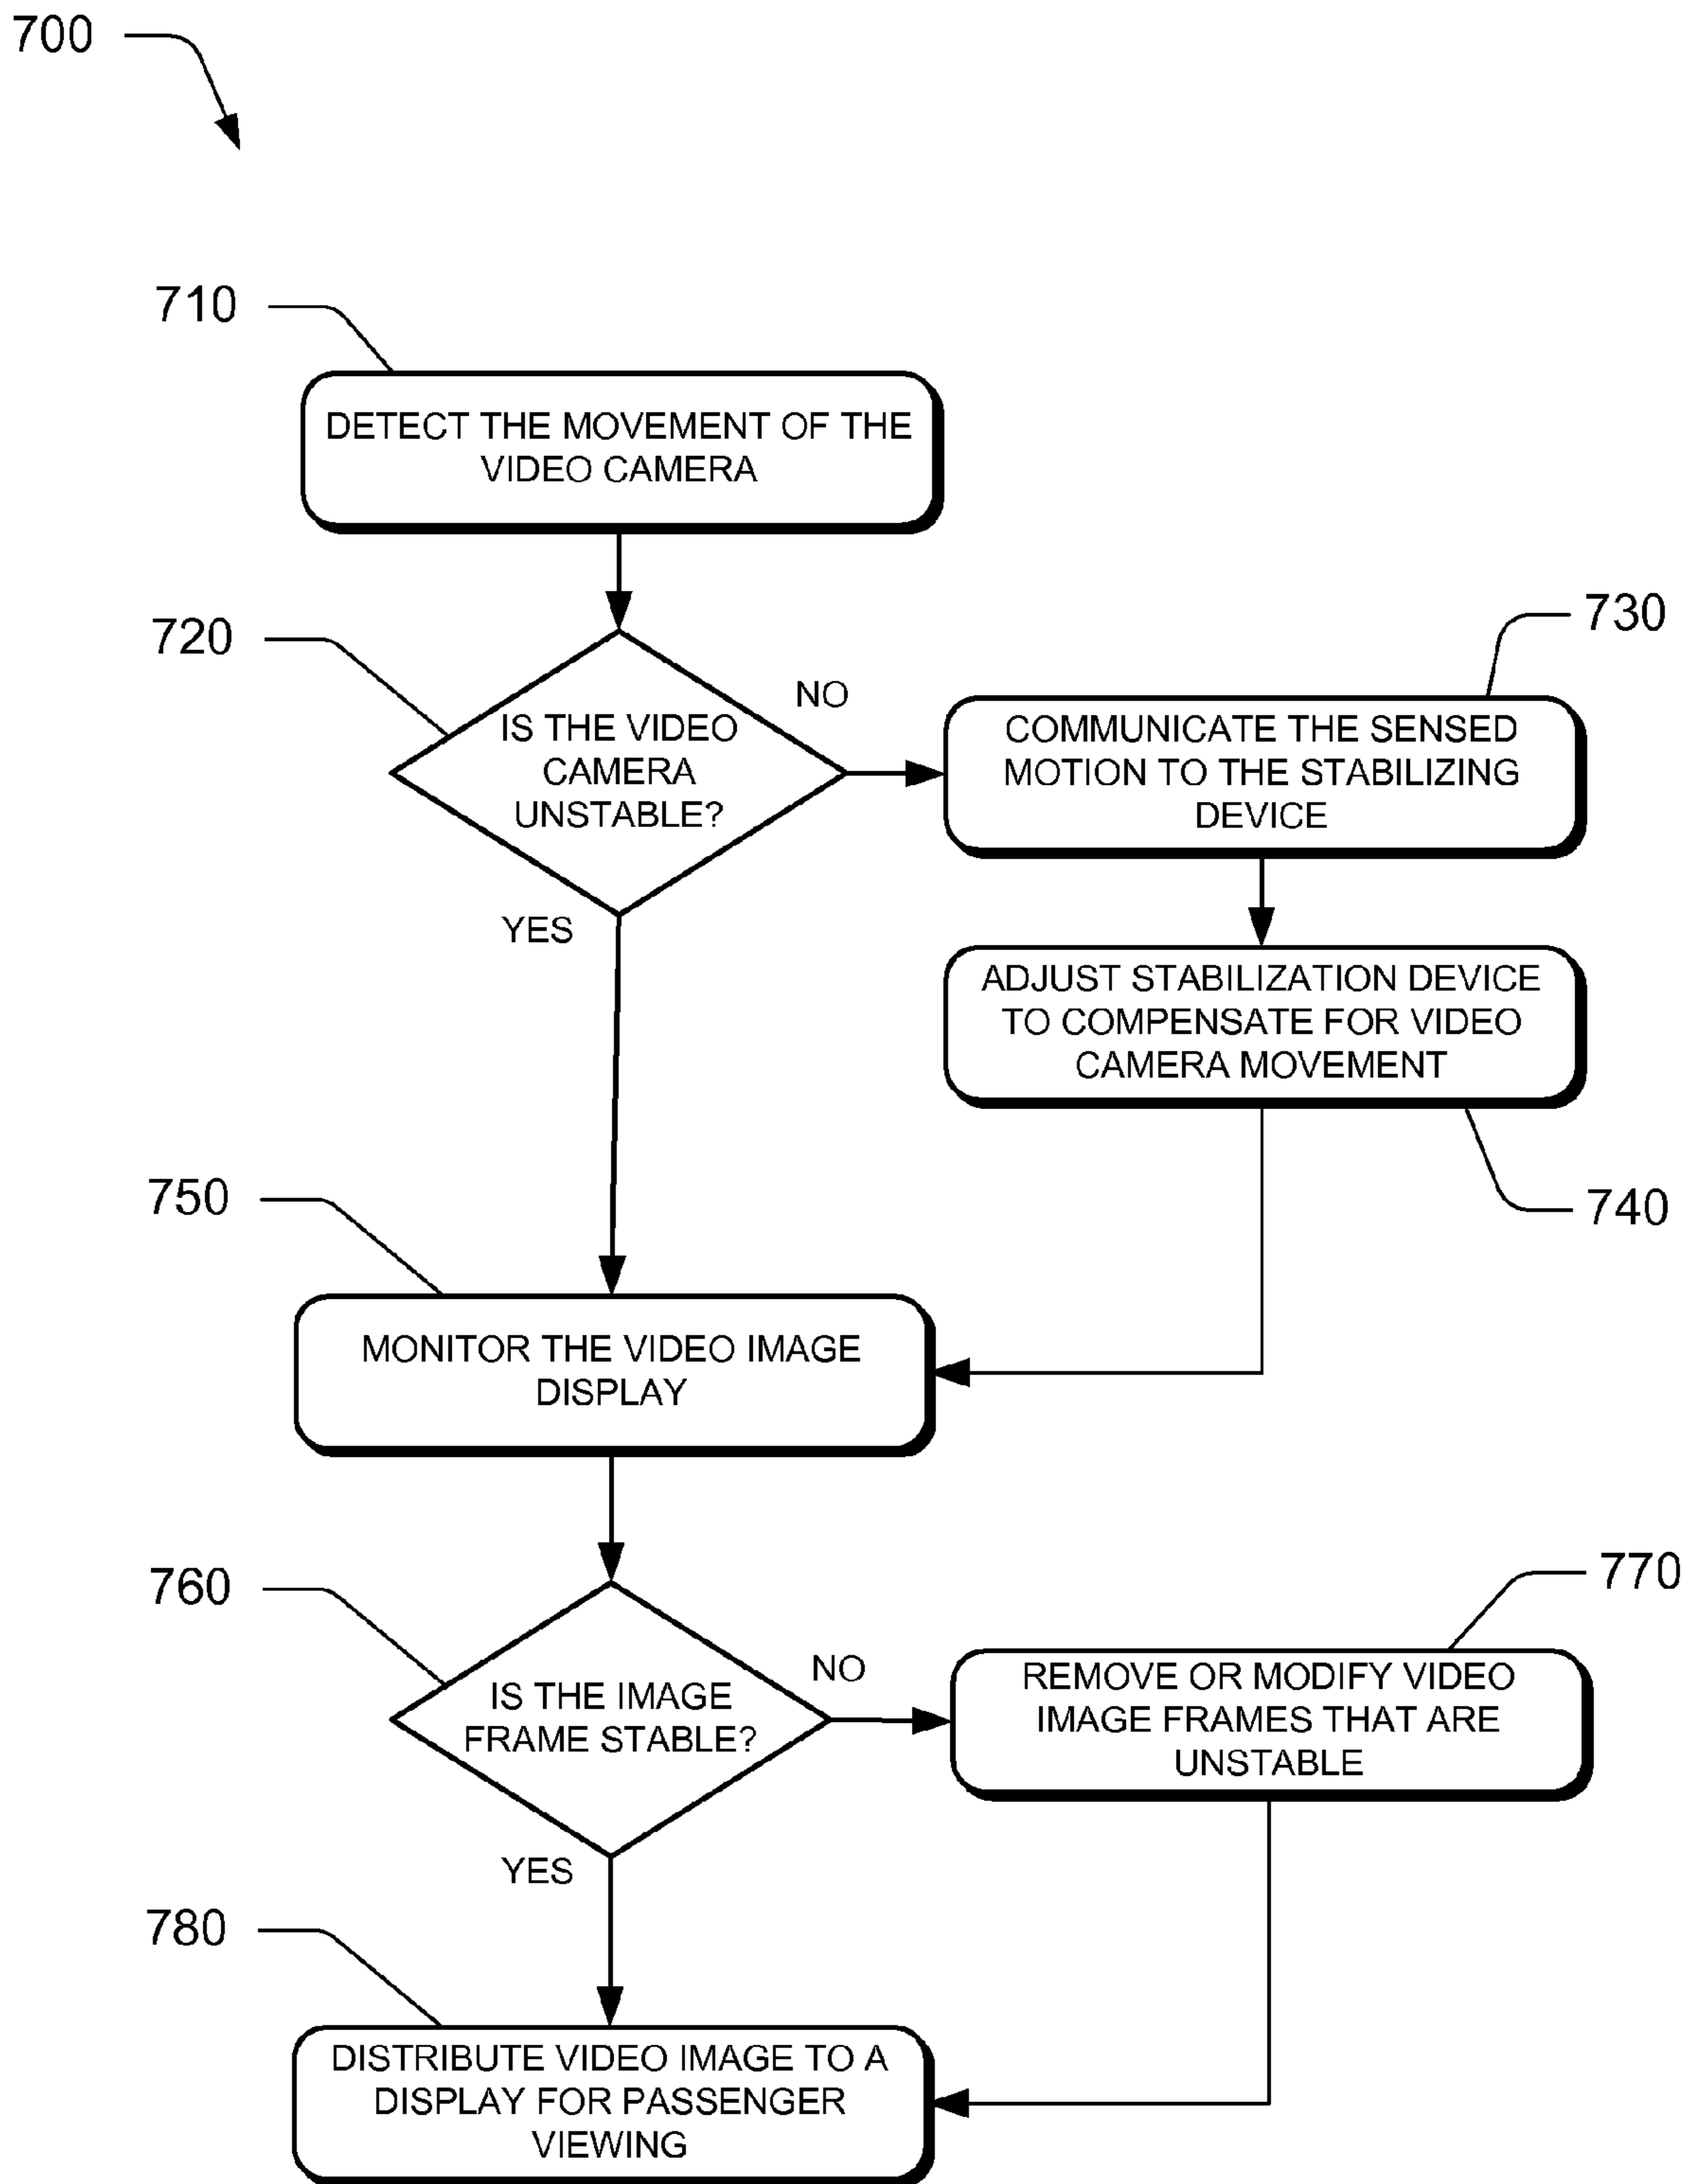 700
710
DETECT THE MOVEMENT OF THE
VIDEO CAMERA
720
IS THE VIDEO
CAMERA
UNSTABLE?
NO
YES
730
COMMUNICATE THE SENSED
MOTION TO THE STABILIZING
DEVICE
ADJUST STABILIZATION DEVICE
TO COMPENSATE FOR VIDEO
CAMERA MOVEMENT
740
750
MONITOR THE VIDEO IMAGE
DISPLAY
760
IS THE IMAGE
FRAME STABLE?
NO
YES
770
REMOVE OR MODIFY VIDEO
IMAGE FRAMES THAT ARE
UNSTABLE
780
DISTRIBUTE VIDEO IMAGE TO A
DISPLAY FOR PASSENGER
VIEWING